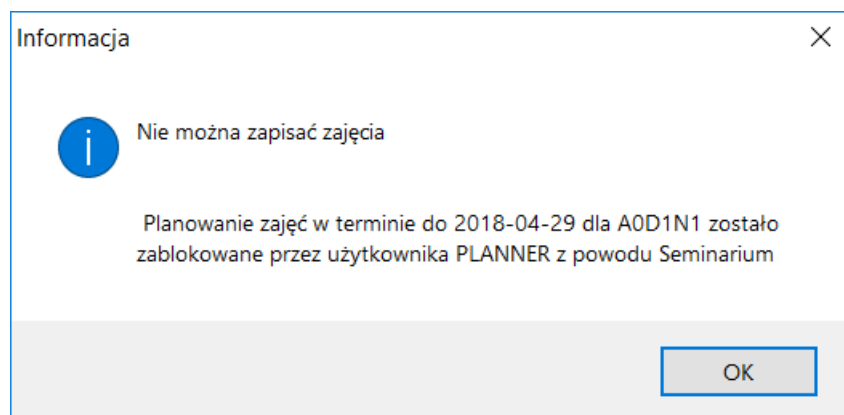 Informacja
Nie można zapisać zajęcia
Planowanie zajęć w terminie do 2018-04-29 dla A0D1N1 zostało
zablokowane przez użytkownika PLANNER z powodu Seminarium
OK